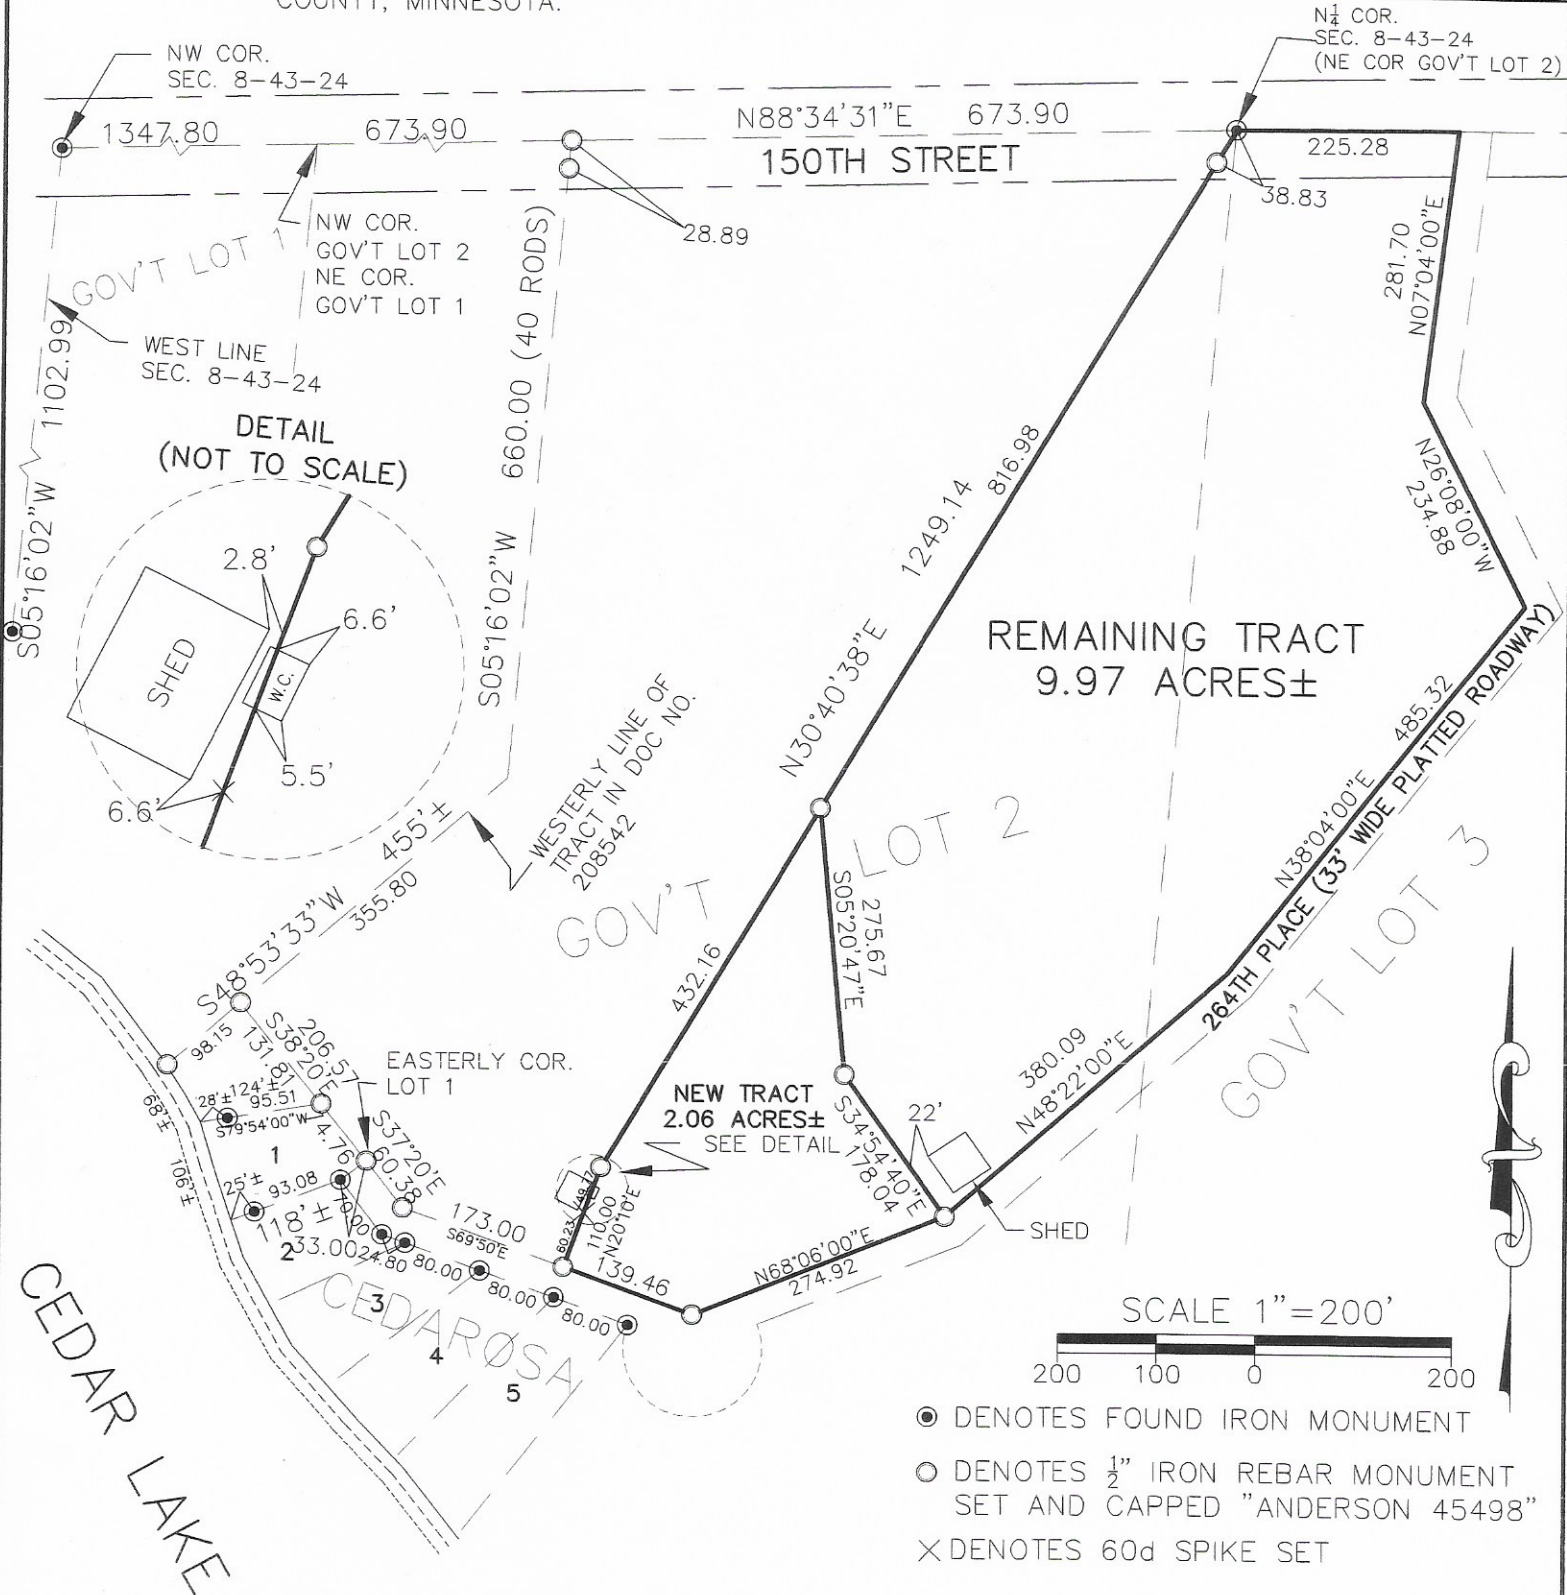 COUNTY, MINNESOTA.
NW COR.
SEC. 8-43-24
N¼ COR.
SEC. 8-43-24
(NE COR GOV'T LOT 2)
1347.80
673.90
N88°34'31"E 673.90
150TH STREET
225.28
38.83
28.89
NW COR.
GOV'T LOT 2
NE COR.
GOV'T LOT 1
GOV'T LOT 1
WEST LINE
SEC. 8-43-24
S05°16'02"W 1102.99
S05°16'02"W 660.00 (40 RODS)
281.70
N07°04'00"E
N26°08'00"W
234.88
DETAIL
(NOT TO SCALE)
2.8'
6.6'
SHED
W.C.
5.5'
6.6'
816.98
1249.14
N30°40'38"E
REMAINING TRACT
9.97 ACRES±
485.32
N38°04'00"E
264TH PLACE (33' WIDE PLATTED ROADWAY)
WESTERLY LINE OF
TRACT IN DOC NO.
208542
455'±
S48°53'33"W
355.80
GOV'T LOT 2
GOV'T LOT 3
432.16
275.67
S05°20'47"E
380.09
N48°22'00"E
98.15
206.57
S38°20'E
131.81
EASTERLY COR.
LOT 1
28'±
124'±
95.51
S79°54'00"W
74.76
S37°20'E
60.38
68'±
106'±
1
25'±
93.08
118'±
70.00
2
33.00
24.80
173.00
S69°50'E
80.00
80.00
80.00
3
4
5
CEDARØSA
NEW TRACT
2.06 ACRES±
SEE DETAIL
49.77
60.23
110.00
N20°10'E
139.46
S34°54'40"E
178.04
22'
SHED
N68°06'00"E
274.92
CEDAR LAKE
SCALE 1"=200'
200 100 0 200
DENOTES FOUND IRON MONUMENT
DENOTES ½" IRON REBAR MONUMENT
SET AND CAPPED "ANDERSON 45498"
X DENOTES 60d SPIKE SET